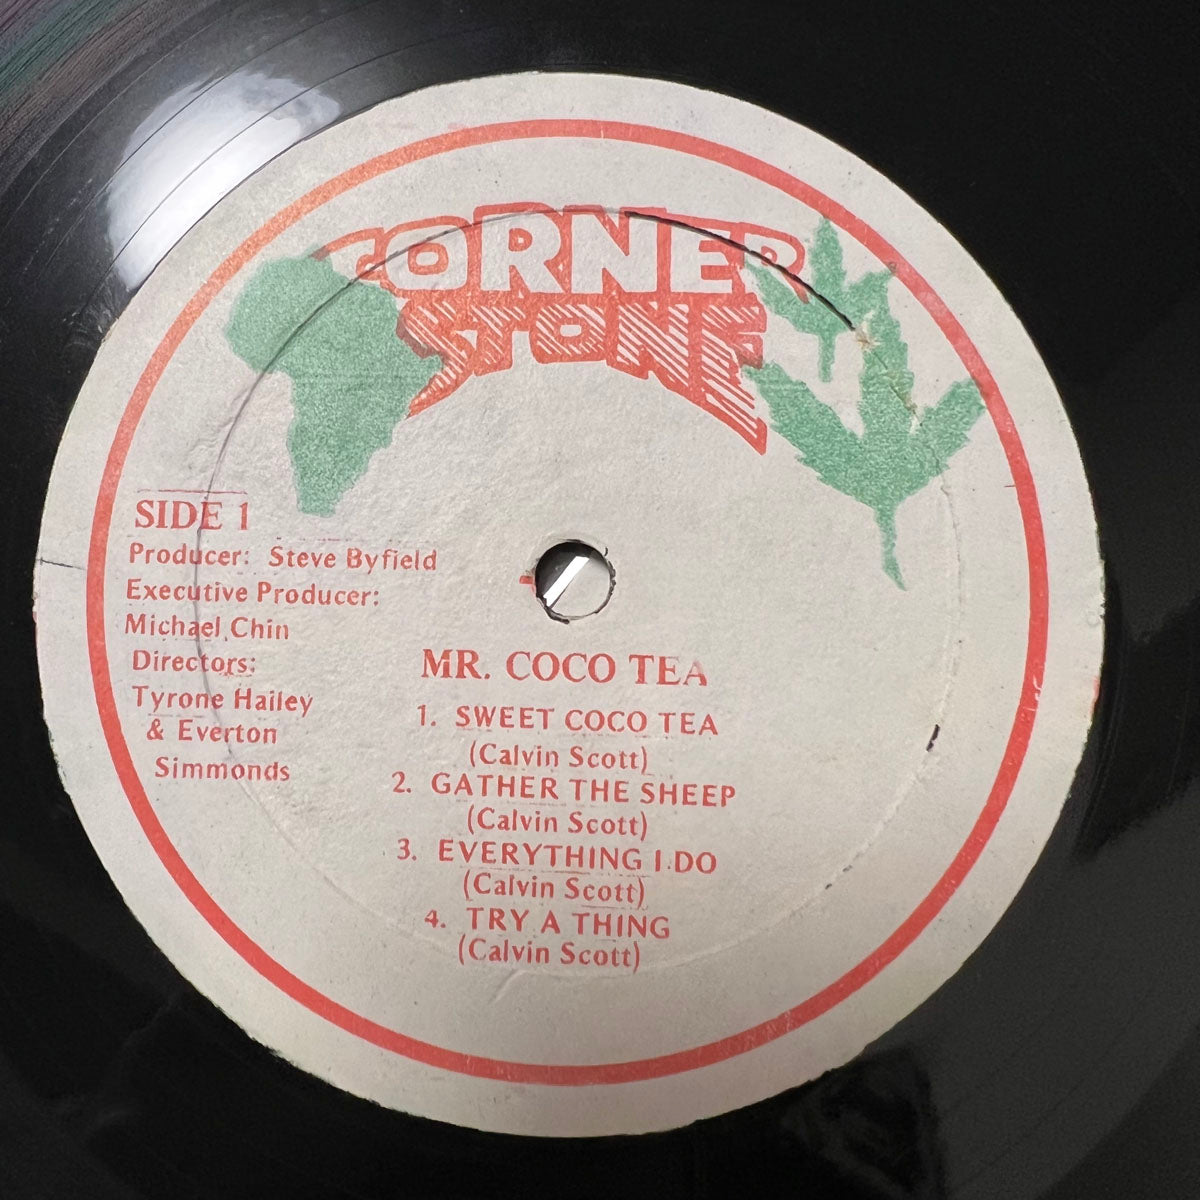 CORNER
STONE
SIDE 1
Producer: Steve Byfield
Executive Producer:
Michael Chin
Directors:
Tyrone Hailey
& Everton
Simmonds
MR. COCO TEA
1. SWEET COCO TEA
(Calvin Scott)
2. GATHER THE SHEEP
(Calvin Scott)
3. EVERYTHING I DO
(Calvin Scott)
4. TRY A THING
(Calvin Scott)